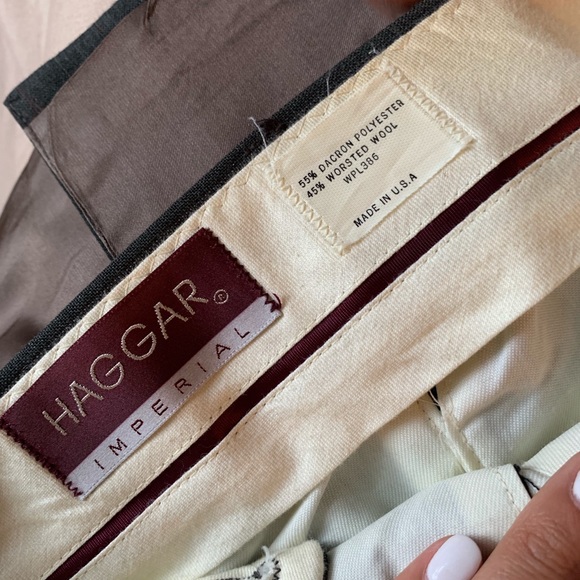 55% DACRON POLYESTER
45% WORSTED WOOL
WPL386
MADE IN U.S.A
HAGGAR®
IMPERIAL